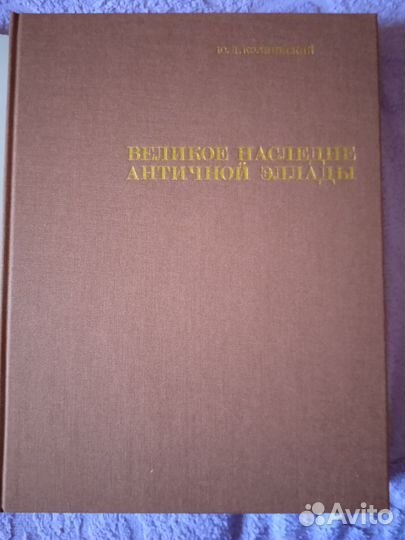 Ю.Д. КОЛПИНСКИЙ
ВЕЛИКОЕ НАСЛЕДИЕ
АНТИЧНОЙ ЭЛЛАДЫ
Avito